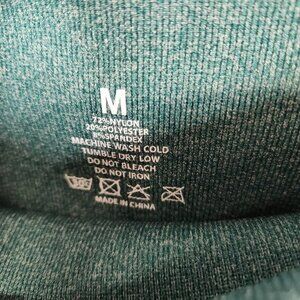 M
72%NYLON
20%POLYESTER
8%SPANDEX
MACHINE WASH COLD
TUMBLE DRY LOW
DO NOT BLEACH
DO NOT IRON
30
MADE IN CHINA